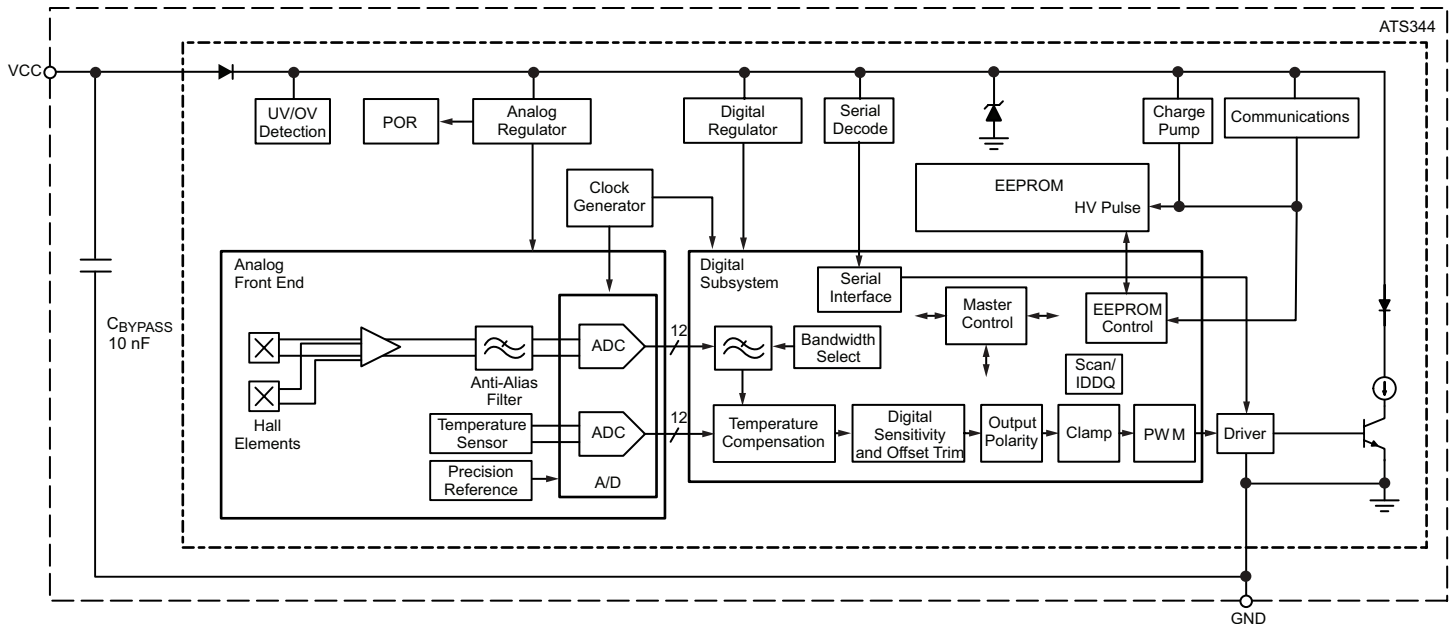 ATS344
VCC
UV/OV
Detection
POR
Analog
Regulator
Digital
Regulator
Serial
Decode
Charge
Pump
Communications
Clock
Generator
EEPROM
HV Pulse
Analog
Front End
Digital
Subsystem
Serial
Interface
Master
Control
EEPROM
Control
CBYPASS
10 nF
ADC
12
Bandwidth
Select
Scan/
IDDQ
Anti-Alias
Filter
Hall
Elements
Temperature
Sensor
ADC
12
Temperature
Compensation
Digital
Sensitivity
and Offset Trim
Output
Polarity
Clamp
PWM
Driver
Precision
Reference
A/D
GND